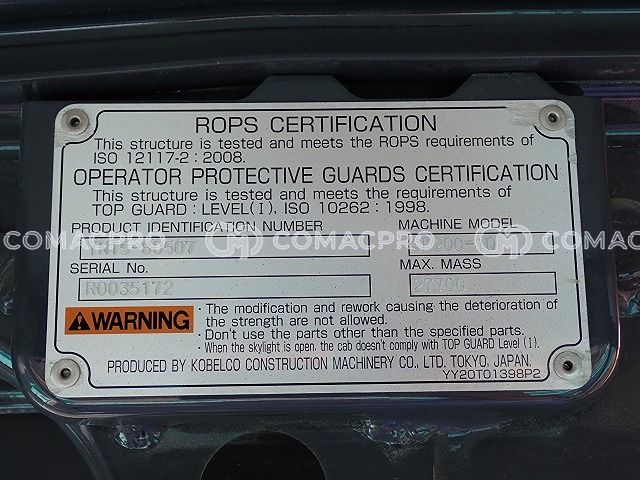 ROPS CERTIFICATION
This structure is tested and meets the ROPS requirements of
ISO 12117-2 : 2008.
OPERATOR PROTECTIVE GUARDS CERTIFICATION
This structure is tested and meets the requirements of
TOP GUARD : LEVEL(I), ISO 10262 : 1998.
PRODUCT IDENTIFICATION NUMBER MACHINE MODEL
COMACPRO COMACPRO COMACPRO
SERIAL No. MAX. MASS
R0035172 27700
WARNING
· The modification and rework causing the deterioration of
the strength are not allowed.
· Don't use the parts other than the specified parts.
· When the skylight is open, the cab doesn't comply with TOP GUARD Level (I).
PRODUCED BY KOBELCO CONSTRUCTION MACHINERY CO., LTD. TOKYO, JAPAN.
YY20T01398P2